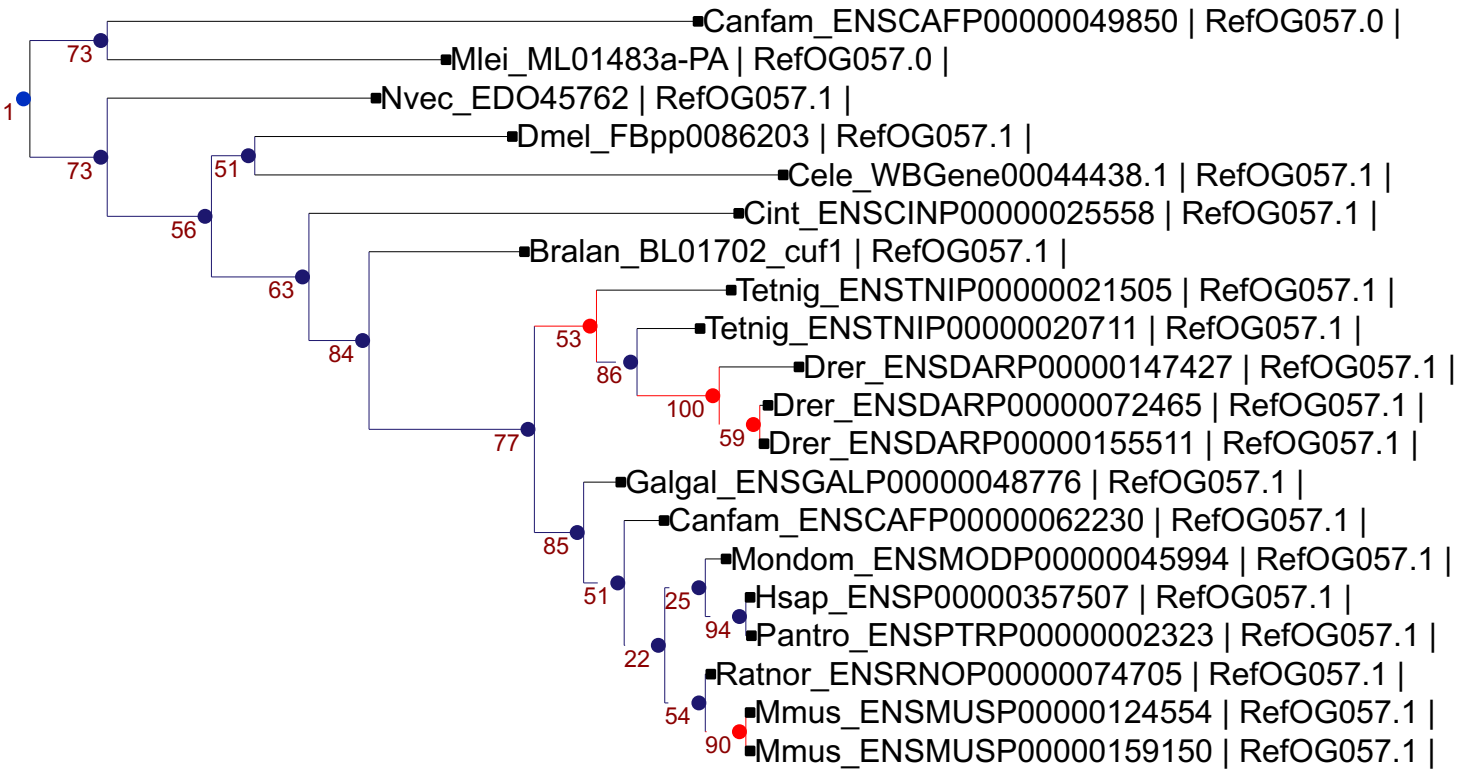 Canfam_ENSCAFP00000049850 | RefOG057.0 |
73
Mlei_ML01483a-PA | RefOG057.0 |
1
Nvec_EDO45762 | RefOG057.1 |
Dmel_FBpp0086203 | RefOG057.1 |
73
51
Cele_WBGene00044438.1 | RefOG057.1 |
Cint_ENSCINP00000025558 | RefOG057.1 |
56
Bralan_BL01702_cuf1 | RefOG057.1 |
63
Tetnig_ENSTNIP00000021505 | RefOG057.1 |
Tetnig_ENSTNIP00000020711 | RefOG057.1 |
53
84
Drer_ENSDARP00000147427 | RefOG057.1 |
86
Drer_ENSDARP00000072465 | RefOG057.1 |
100
59
Drer_ENSDARP00000155511 | RefOG057.1 |
77
Galgal_ENSGALP00000048776 | RefOG057.1 |
Canfam_ENSCAFP00000062230 | RefOG057.1 |
85
Mondom_ENSMODP00000045994 | RefOG057.1 |
51
25
Hsap_ENSP00000357507 | RefOG057.1 |
94
Pantro_ENSPTRP00000002323 | RefOG057.1 |
22
Ratnor_ENSRNOP00000074705 | RefOG057.1 |
54
Mmus_ENSMUSP00000124554 | RefOG057.1 |
90
Mmus_ENSMUSP00000159150 | RefOG057.1 |